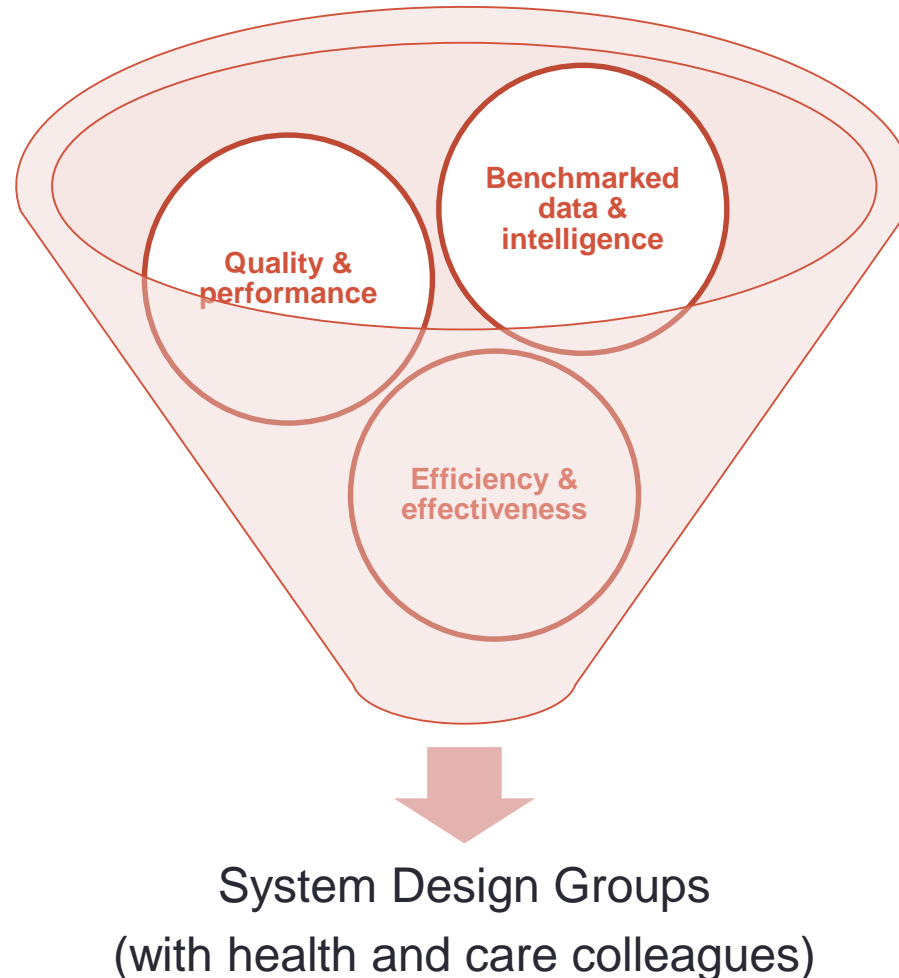 Benchmarked
data &
intelligence
Quality &
performance
Efficiency &
effectiveness
System Design Groups
(with health and care colleagues)